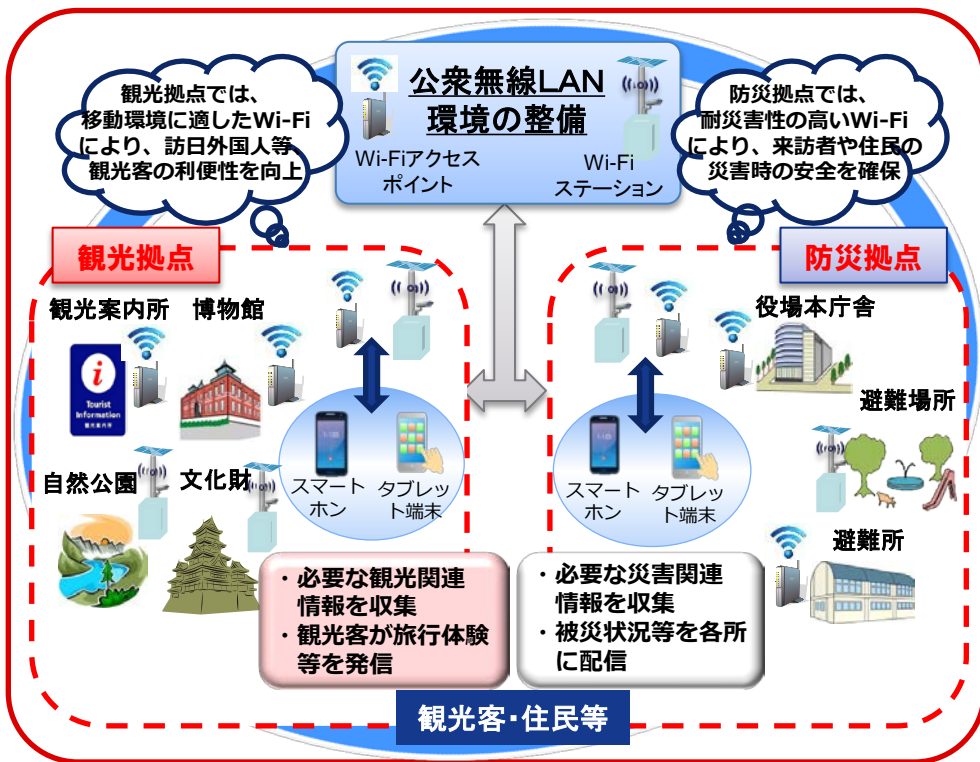 公衆無線LAN
環境の整備
Wi-Fiアクセス
ポイント
Wi-Fi
ステーション
観光拠点では、
移動環境に適したWi-Fi
により、訪日外国人等、
観光客の利便性を向上
防災拠点では、
耐災害性の高いWi-Fi
により、来訪者や住民の
災害時の安全を確保
観光拠点
観光案内所
博物館
i
Tourist
Information
観光案内所
自然公園
文化財
スマート
ホン
タブレッ
ト端末
・必要な観光関連
情報を収集
・観光客が旅行体験
等を発信
防災拠点
役場本庁舎
避難場所
避難所
スマート
ホン
タブレッ
ト端末
・必要な災害関連
情報を収集
・被災状況等を各所
に配信
観光客・住民等